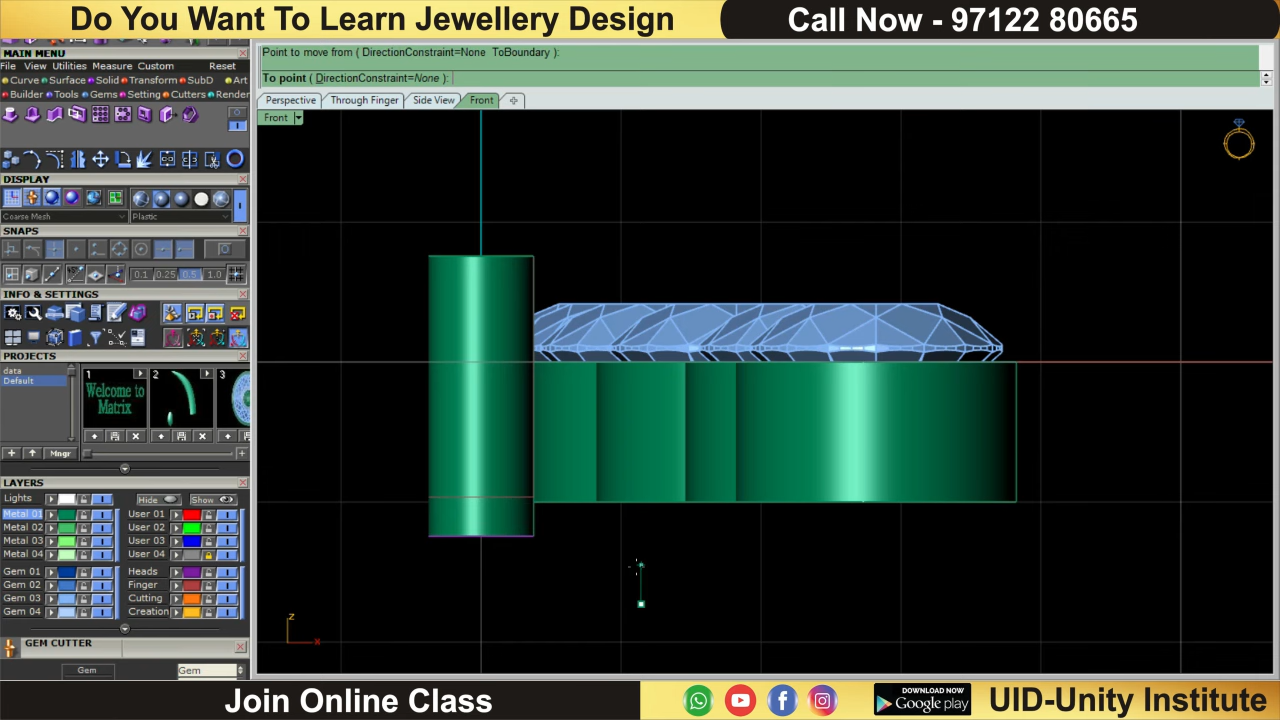 Do You Want To Learn Jewellery Design
Call Now - 97122 80665
MAIN MENU
File View Utilities Measure Custom Reset
Curve Surface Solid Transform SubD Art
Builder Tools Gems Setting Cutters Render
DISPLAY
Coarse Mesh
Plastic
SNAPS
0.1 0.25 0.5 1.0
INFO & SETTINGS
PROJECTS
data
Default
1
Welcome to
Matrix
2
3
Mngr
LAYERS
Lights
Hide
Show
Metal 01 User 01
Metal 02 User 02
Metal 03 User 03
Metal 04 User 04
Gem 01 Heads
Gem 02 Finger
Gem 03 Cutting
Gem 04 Creation
GEM CUTTER
Gem
Gem
Point to move from ( DirectionConstraint=None ToBoundary ):
To point ( DirectionConstraint=None ):
Perspective
Through Finger
Side View
Front
Front
z
x
Join Online Class
DOWNLOAD NOW
Google play
UID-Unity Institute